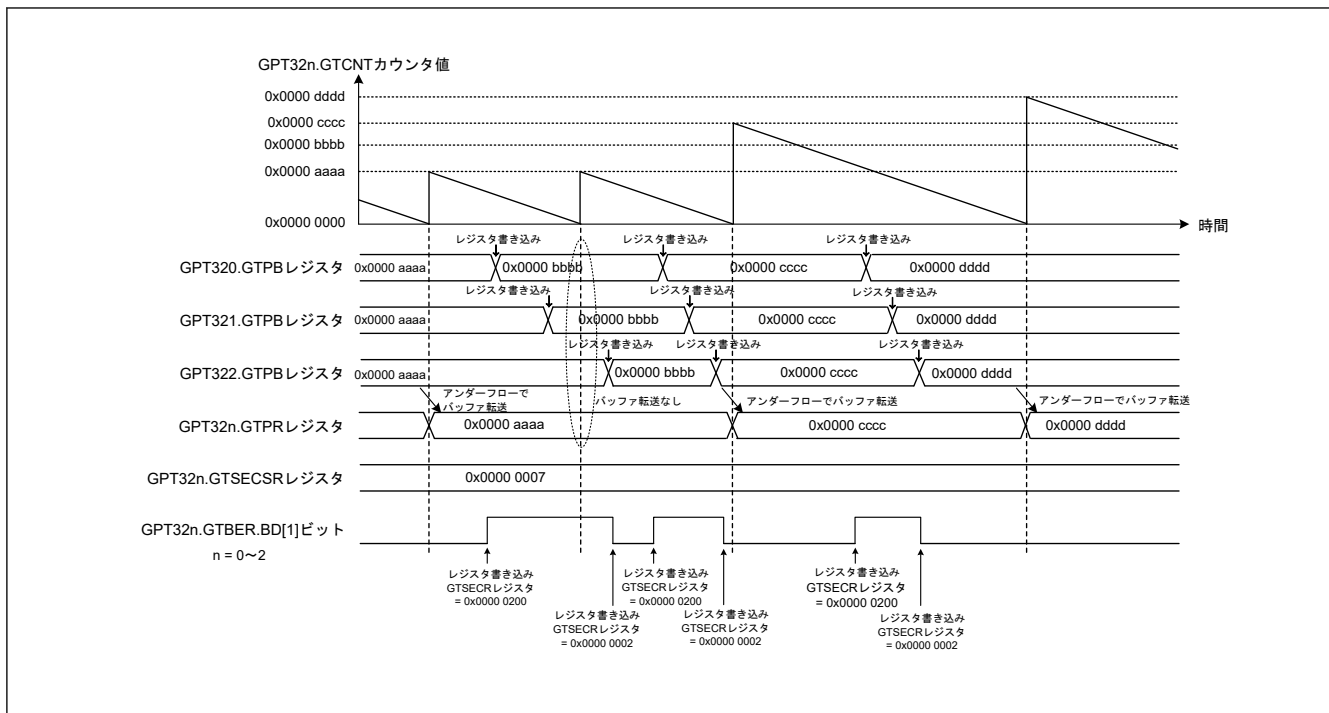 GPT32n.GTCNTカウンタ値
0x0000 dddd
0x0000 cccc
0x0000 bbbb
0x0000 aaaa
0x0000 0000
時間
レジスタ書き込み レジスタ書き込み レジスタ書き込み
GPT320.GTPBレジスタ 0x0000 aaaa 0x0000 bbbb 0x0000 cccc 0x0000 dddd
レジスタ書き込み レジスタ書き込み レジスタ書き込み
GPT321.GTPBレジスタ 0x0000 aaaa 0x0000 bbbb 0x0000 cccc 0x0000 dddd
レジスタ書き込み レジスタ書き込み レジスタ書き込み
GPT322.GTPBレジスタ 0x0000 aaaa 0x0000 bbbb 0x0000 cccc 0x0000 dddd
アンダーフローで
バッファ転送
バッファ転送なし アンダーフローでバッファ転送 アンダーフローでバッファ転送
GPT32n.GTPRレジスタ 0x0000 aaaa 0x0000 cccc 0x0000 dddd
GPT32n.GTSECSRレジスタ 0x0000 0007
GPT32n.GTBER.BD[1]ビット
n = 0～2
レジスタ書き込み
GTSECRレジスタ
= 0x0000 0200
レジスタ書き込み
GTSECRレジスタ
= 0x0000 0002
レジスタ書き込み
GTSECRレジスタ
= 0x0000 0200
レジスタ書き込み
GTSECRレジスタ
= 0x0000 0002
レジスタ書き込み
GTSECRレジスタ
= 0x0000 0200
レジスタ書き込み
GTSECRレジスタ
= 0x0000 0002